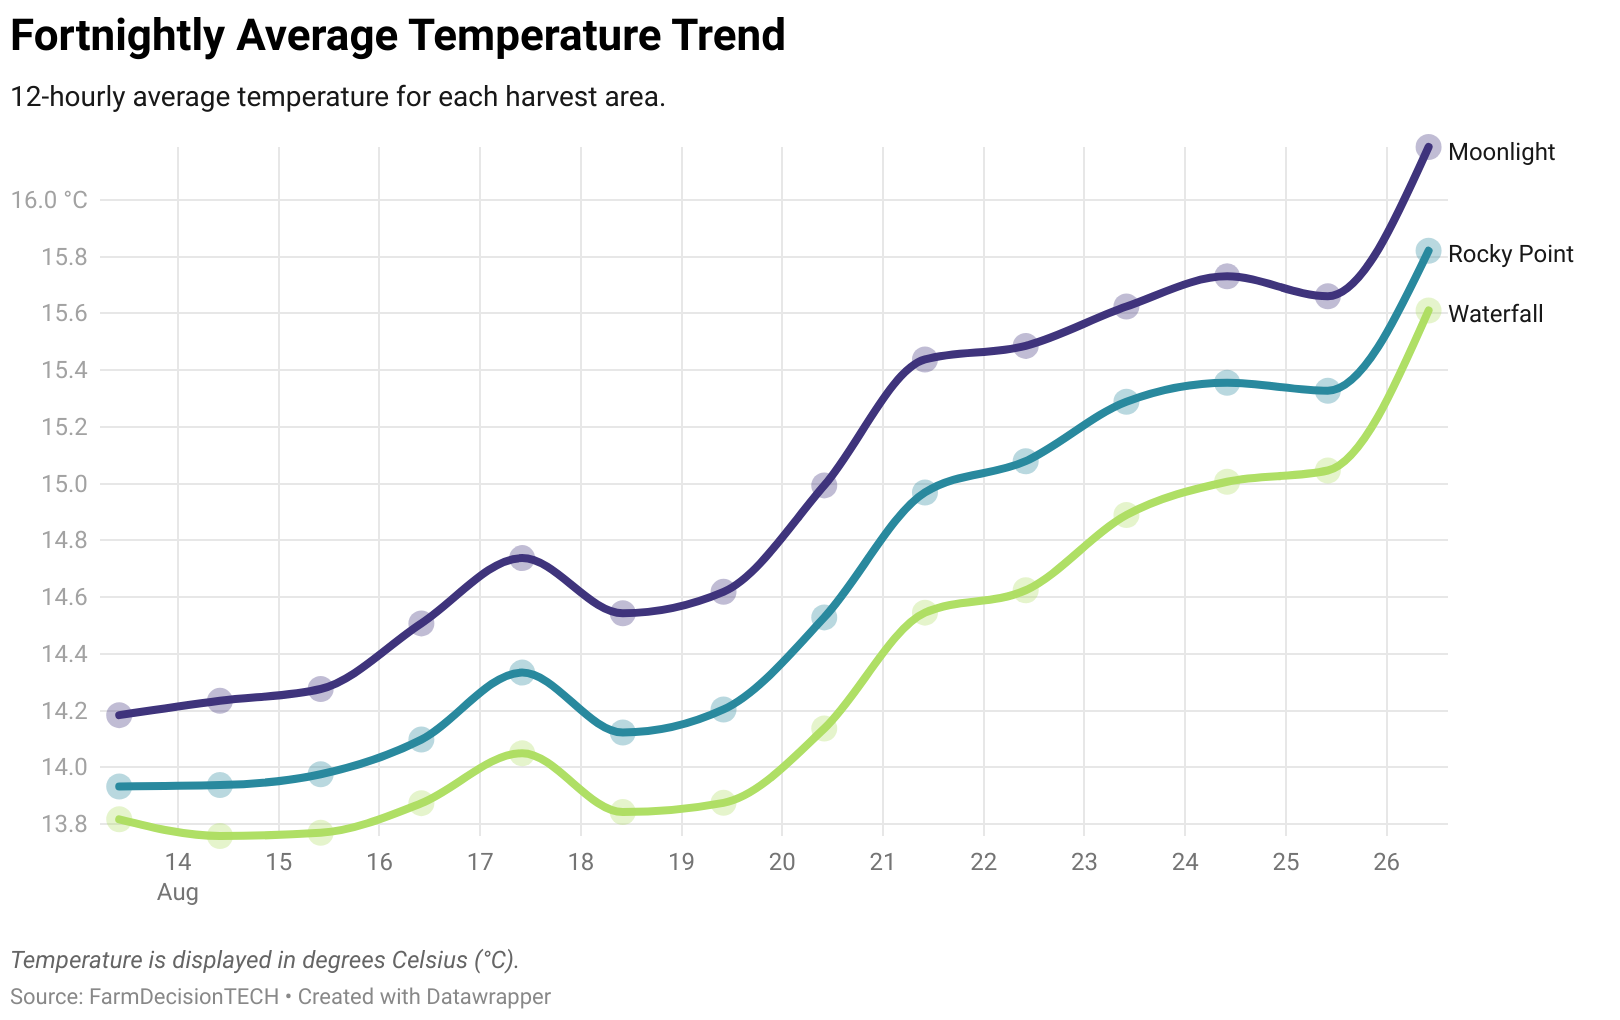 Fortnightly Average Temperature Trend
12-hourly average temperature for each harvest area.
Moonlight
16.0 °C
15.8
Rocky Point
15.6
Waterfall
15.4
15.2
15.0
14.8
14.6
14.4
14.2
14.0
13.8
14 15 16 17 18 19 20 21 22 23 24 25 26
Aug
Temperature is displayed in degrees Celsius (°C).
Source: FarmDecisionTECH • Created with Datawrapper